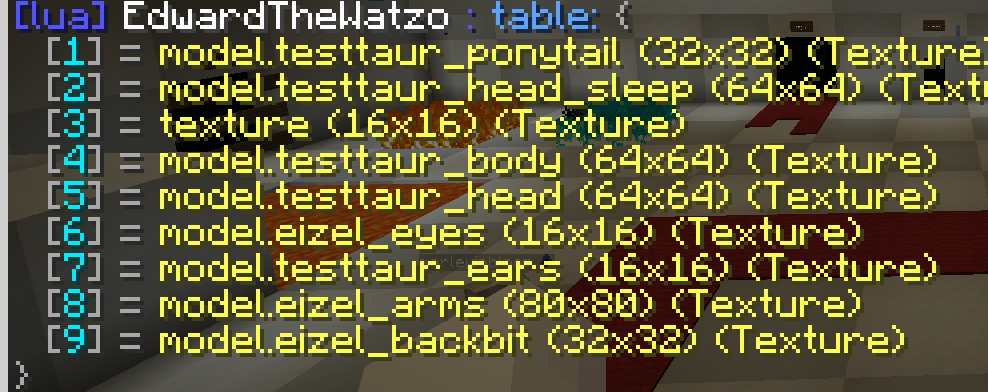 [lua] EdwardTheWatzo : table: {
[1] = model.testtaur_ponytail (32x32) (Texture)
[2] = model.testtaur_head_sleep (64x64) (Textu
[3] = texture (16x16) (Texture)
[4] = model.testtaur_body (64x64) (Texture)
[5] = model.testtaur_head (64x64) (Texture)
[6] = model.eizel_eyes (16x16) (Texture)
[7] = model.testtaur_ears (16x16) (Texture)
[8] = model.eizel_arms (80x80) (Texture)
[9] = model.eizel_backbit (32x32) (Texture)
}